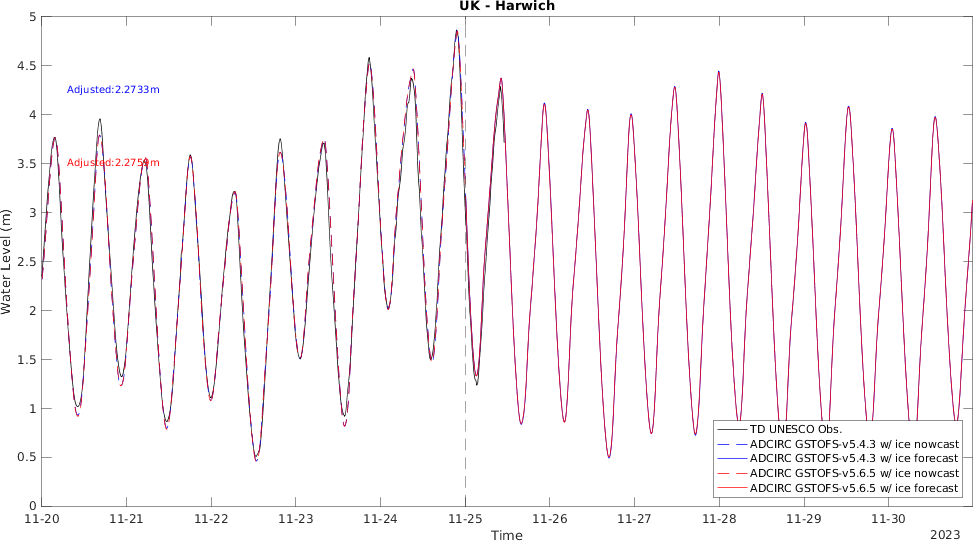 UK - Harwich
5
4.5
4
3.5
3
2.5
2
1.5
1
0.5
0
Water Level (m)
Adjusted:2.2733m
TD UNESCO Obs.
ADCIRC GSTOFS-v5.4.3 w/ ice nowcast
ADCIRC GSTOFS-v5.4.3 w/ ice forecast
ADCIRC GSTOFS-v5.6.5 w/ ice nowcast
ADCIRC GSTOFS-v5.6.5 w/ ice forecast
11-20
11-21
11-22
11-23
11-24
11-25
11-26
11-27
11-28
11-29
11-30
Time
2023